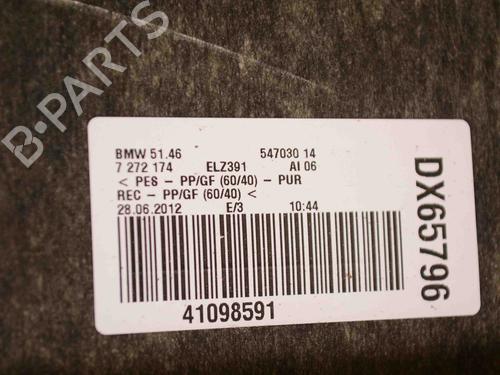 B-PARTS
BMW 51.46 547030 14
7 272 174 ELZ391 AI 06
< PES - PP/GF (60/40) - PUR
REC - PP/GF (60/40) <
28.06.2012 E/3 10:44
41098591
DX65796